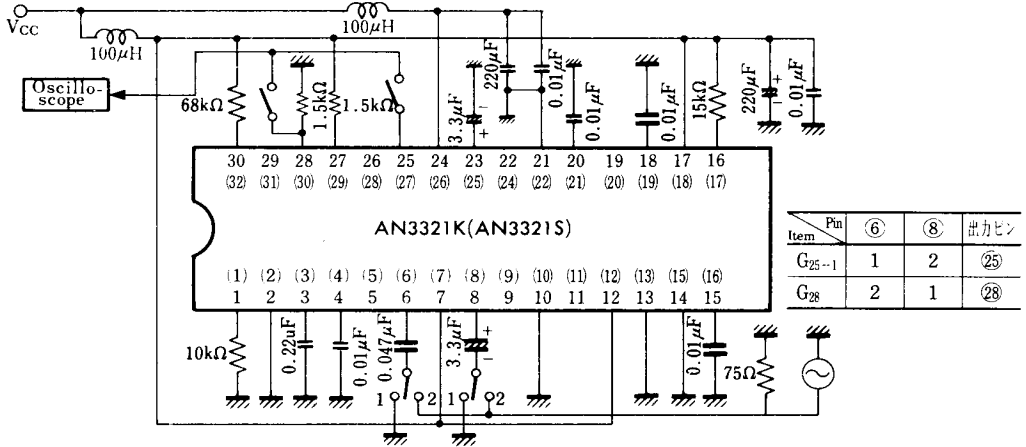 Vcc
100μH
100μH
Oscillo-
scope
68kΩ
1.5kΩ
1.5kΩ
3.3μF
+
−
220μF
0.01μF
0.01μF
0.01μF
15kΩ
220μF
+
−
0.01μF
30 29 28 27 26 25 24 23 22 21 20 19 18 17 16
(32) (31) (30) (29) (28) (27) (26) (25) (24) (22) (21) (20) (19) (18) (17)
AN3321K(AN3321S)
(1) (2) (3) (4) (5) (6) (7) (8) (9) (10) (11) (12) (13) (15) (16)
1 2 3 4 5 6 7 8 9 10 11 12 13 14 15
10kΩ
0.22uF
0.01μF
0.047μF
3.3μF
+
−
0.01μF
75Ω
1 2 1 2
Item Pin ⑥ ⑧ 出力ピン
G25-1 1 2 ㉕
G28 2 1 ㉘